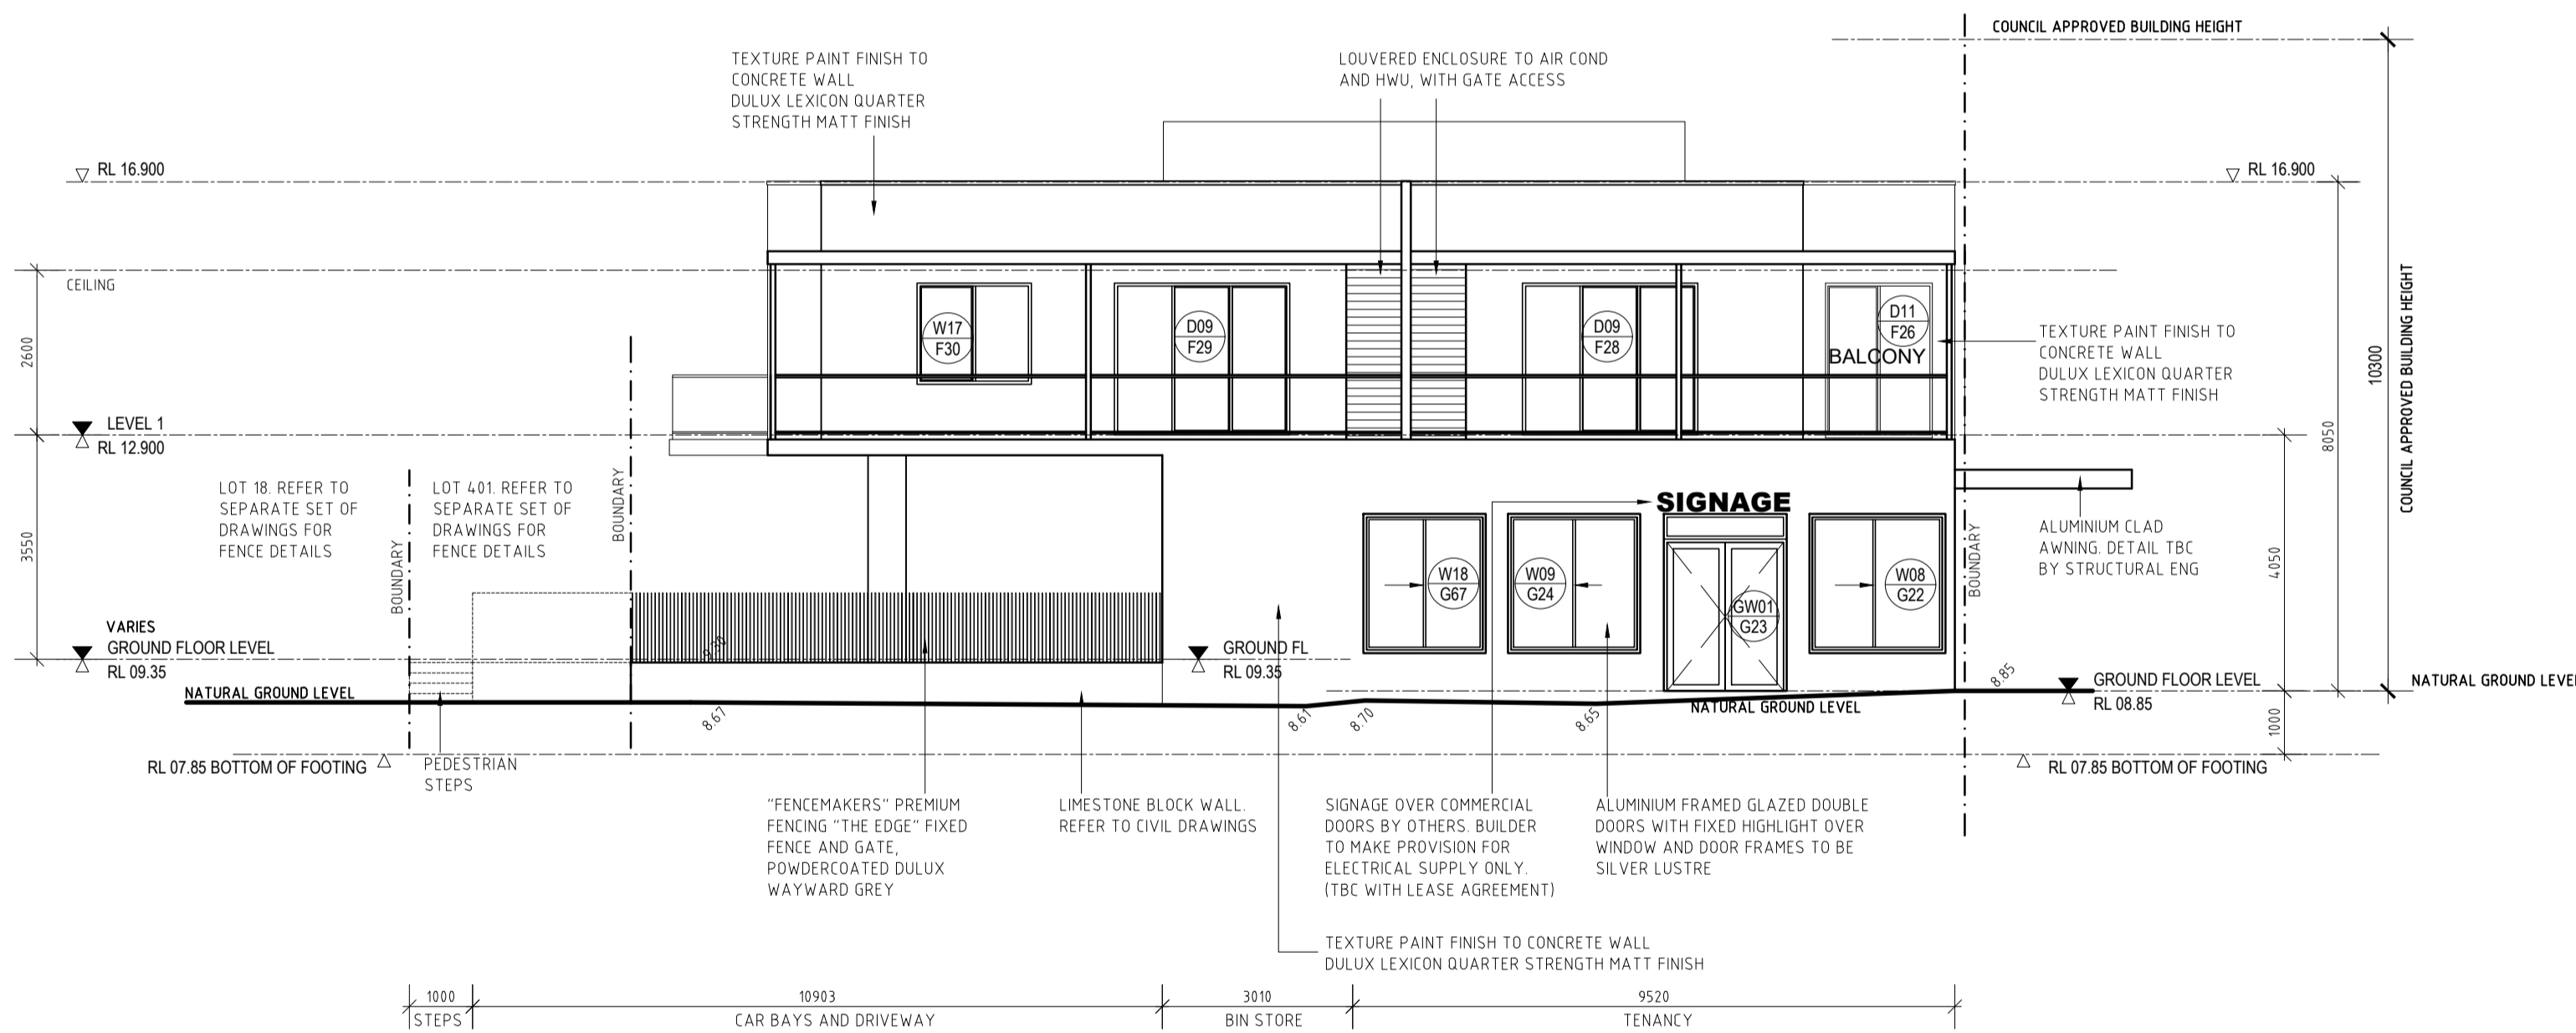 COUNCIL APPROVED BUILDING HEIGHT
TEXTURE PAINT FINISH TO
CONCRETE WALL
DULUX LEXICON QUARTER
STRENGTH MATT FINISH
LOUVERED ENCLOSURE TO AIR COND
AND HWU, WITH GATE ACCESS
RL 16.900
RL 16.900
CEILING
2600
W17
F30
D09
F29
D09
F28
D11
F26
BALCONY
TEXTURE PAINT FINISH TO
CONCRETE WALL
DULUX LEXICON QUARTER
STRENGTH MATT FINISH
10300
COUNCIL APPROVED BUILDING HEIGHT
8050
LEVEL 1
RL 12.900
LOT 18. REFER TO
SEPARATE SET OF
DRAWINGS FOR
FENCE DETAILS
BOUNDARY
LOT 401. REFER TO
SEPARATE SET OF
DRAWINGS FOR
FENCE DETAILS
BOUNDARY
3550
SIGNAGE
W18
G67
W09
G24
GW01
G23
W08
G22
BOUNDARY
ALUMINIUM CLAD
AWNING. DETAIL TBC
BY STRUCTURAL ENG
4050
VARIES
GROUND FLOOR LEVEL
RL 09.35
9.30
GROUND FL
RL 09.35
NATURAL GROUND LEVEL
8.67
8.61
8.70
8.65
NATURAL GROUND LEVEL
8.85
GROUND FLOOR LEVEL
RL 08.85
NATURAL GROUND LEVEL
1000
RL 07.85 BOTTOM OF FOOTING
PEDESTRIAN
STEPS
RL 07.85 BOTTOM OF FOOTING
"FENCEMAKERS" PREMIUM
FENCING "THE EDGE" FIXED
FENCE AND GATE,
POWDERCOATED DULUX
WAYWARD GREY
LIMESTONE BLOCK WALL.
REFER TO CIVIL DRAWINGS
SIGNAGE OVER COMMERCIAL
DOORS BY OTHERS. BUILDER
TO MAKE PROVISION FOR
ELECTRICAL SUPPLY ONLY.
(TBC WITH LEASE AGREEMENT)
ALUMINIUM FRAMED GLAZED DOUBLE
DOORS WITH FIXED HIGHLIGHT OVER
WINDOW AND DOOR FRAMES TO BE
SILVER LUSTRE
TEXTURE PAINT FINISH TO CONCRETE WALL
DULUX LEXICON QUARTER STRENGTH MATT FINISH
1000
STEPS
10903
CAR BAYS AND DRIVEWAY
3010
BIN STORE
9520
TENANCY